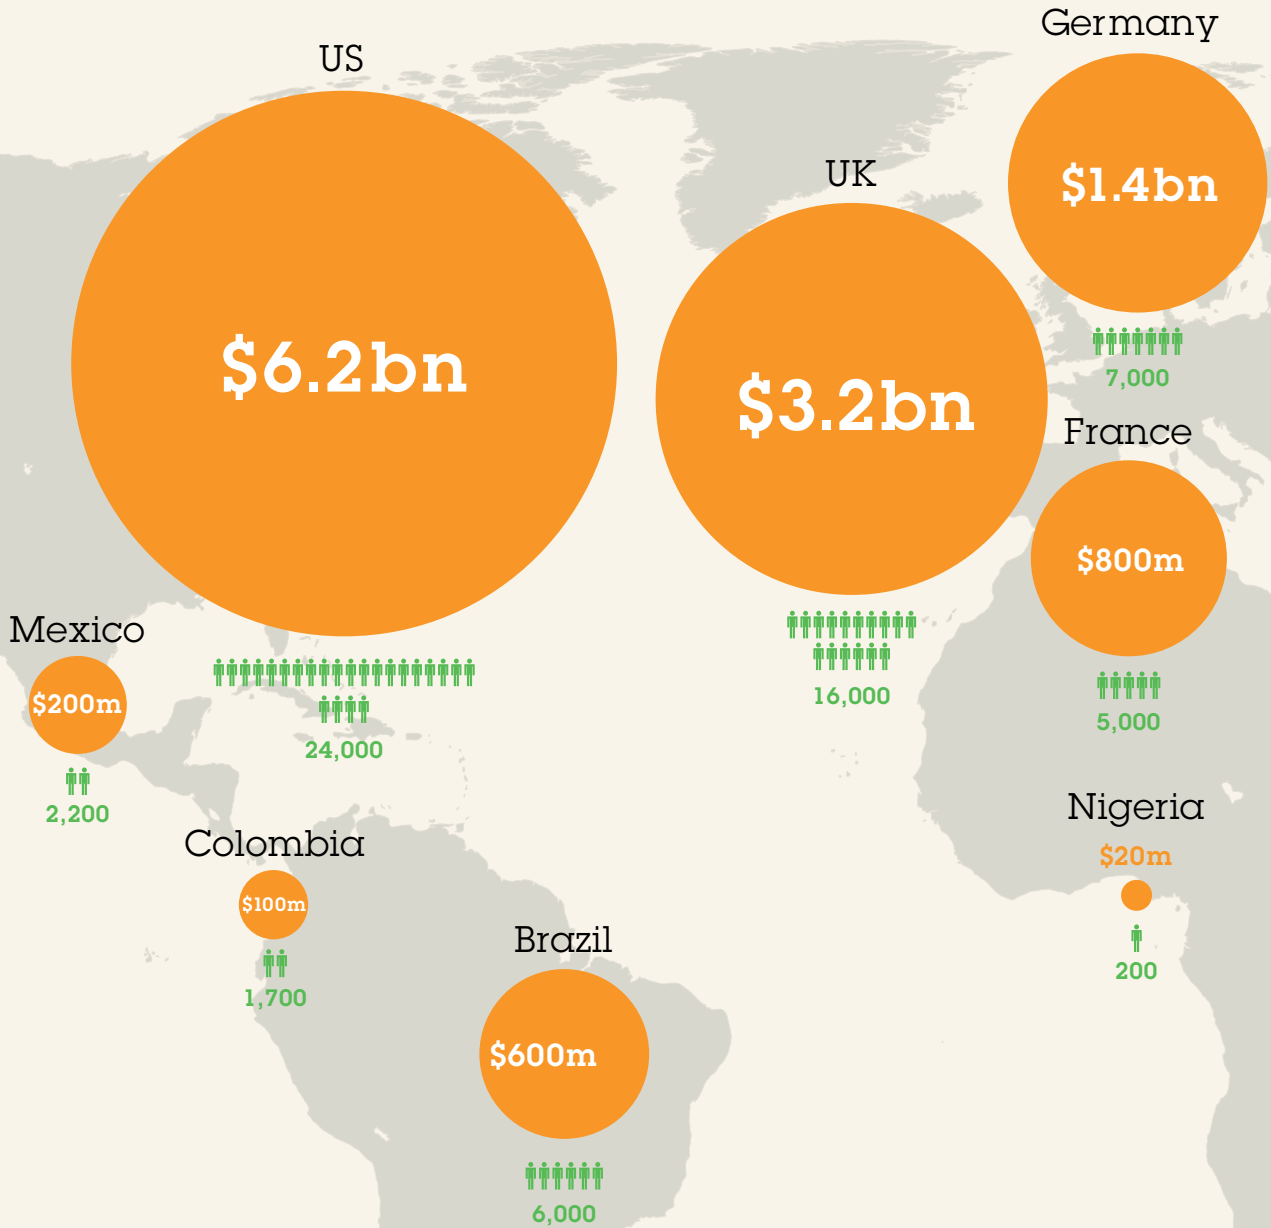 US
$6.2bn
24,000
UK
$3.2bn
16,000
Germany
$1.4bn
7,000
France
$800m
5,000
Mexico
$200m
2,200
Colombia
$100m
1,700
Brazil
$600m
6,000
Nigeria
$20m
200